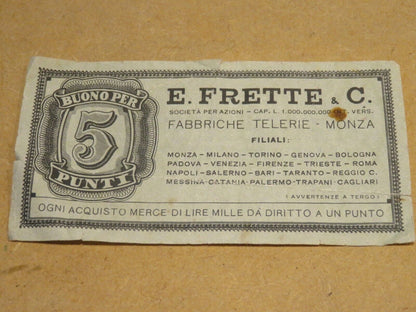 BUONO PER
5
PUNTI
E. FRETTE & C.
SOCIETÀ PER AZIONI - CAP. L. 1.000.000.000 INT. VERS.
FABBRICHE TELERIE - MONZA
FILIALI:
MONZA - MILANO - TORINO - GENOVA - BOLOGNA
PADOVA - VENEZIA - FIRENZE - TRIESTE - ROMA
NAPOLI - SALERNO - BARI - TARANTO - REGGIO C.
MESSINA - CATANIA - PALERMO - TRAPANI - CAGLIARI
( AVVERTENZE A TERGO )
OGNI ACQUISTO MERCE DI LIRE MILLE DÀ DIRITTO A UN PUNTO